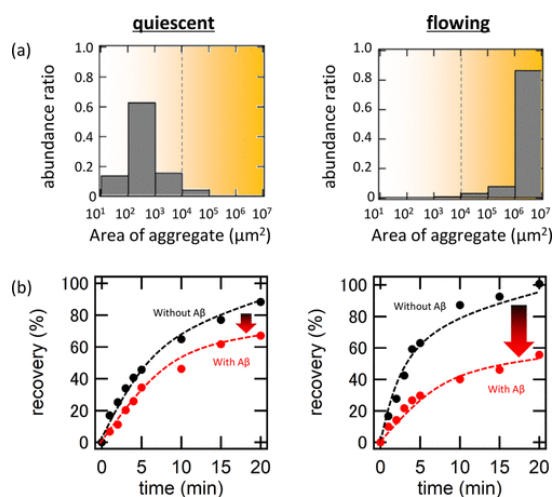 quiescent
flowing
(a)
abundance ratio
1.0
0.8
0.6
0.4
0.2
0
10¹ 10² 10³ 10⁴ 10⁵ 10⁶ 10⁷
Area of aggregate (μm²)
abundance ratio
1.0
0.8
0.6
0.4
0.2
0
10¹ 10² 10³ 10⁴ 10⁵ 10⁶ 10⁷
Area of aggregate (μm²)
(b)
recovery (%)
100
80
60
40
20
0
Without Aβ
With Aβ
0 5 10 15 20
time (min)
recovery (%)
100
80
60
40
20
0
Without Aβ
With Aβ
0 5 10 15 20
time (min)